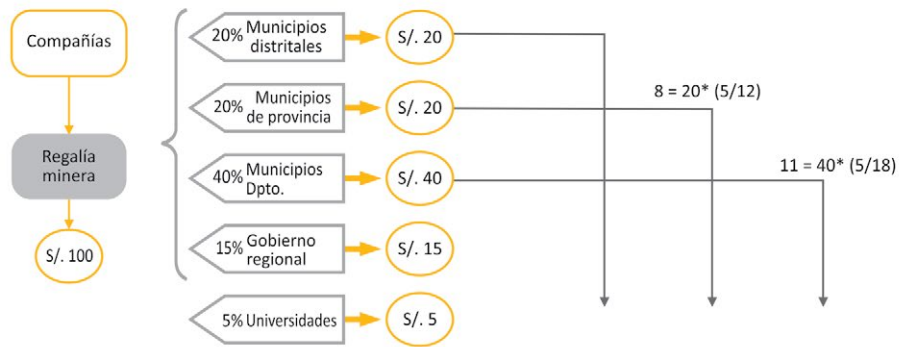 Compañías
Regalía
minera
S/. 100
20% Municipios
distritales
S/. 20
20% Municipios
de provincia
S/. 20
8 = 20* (5/12)
40% Municipios
Dpto.
S/. 40
11 = 40* (5/18)
15% Gobierno
regional
S/. 15
5% Universidades
S/. 5